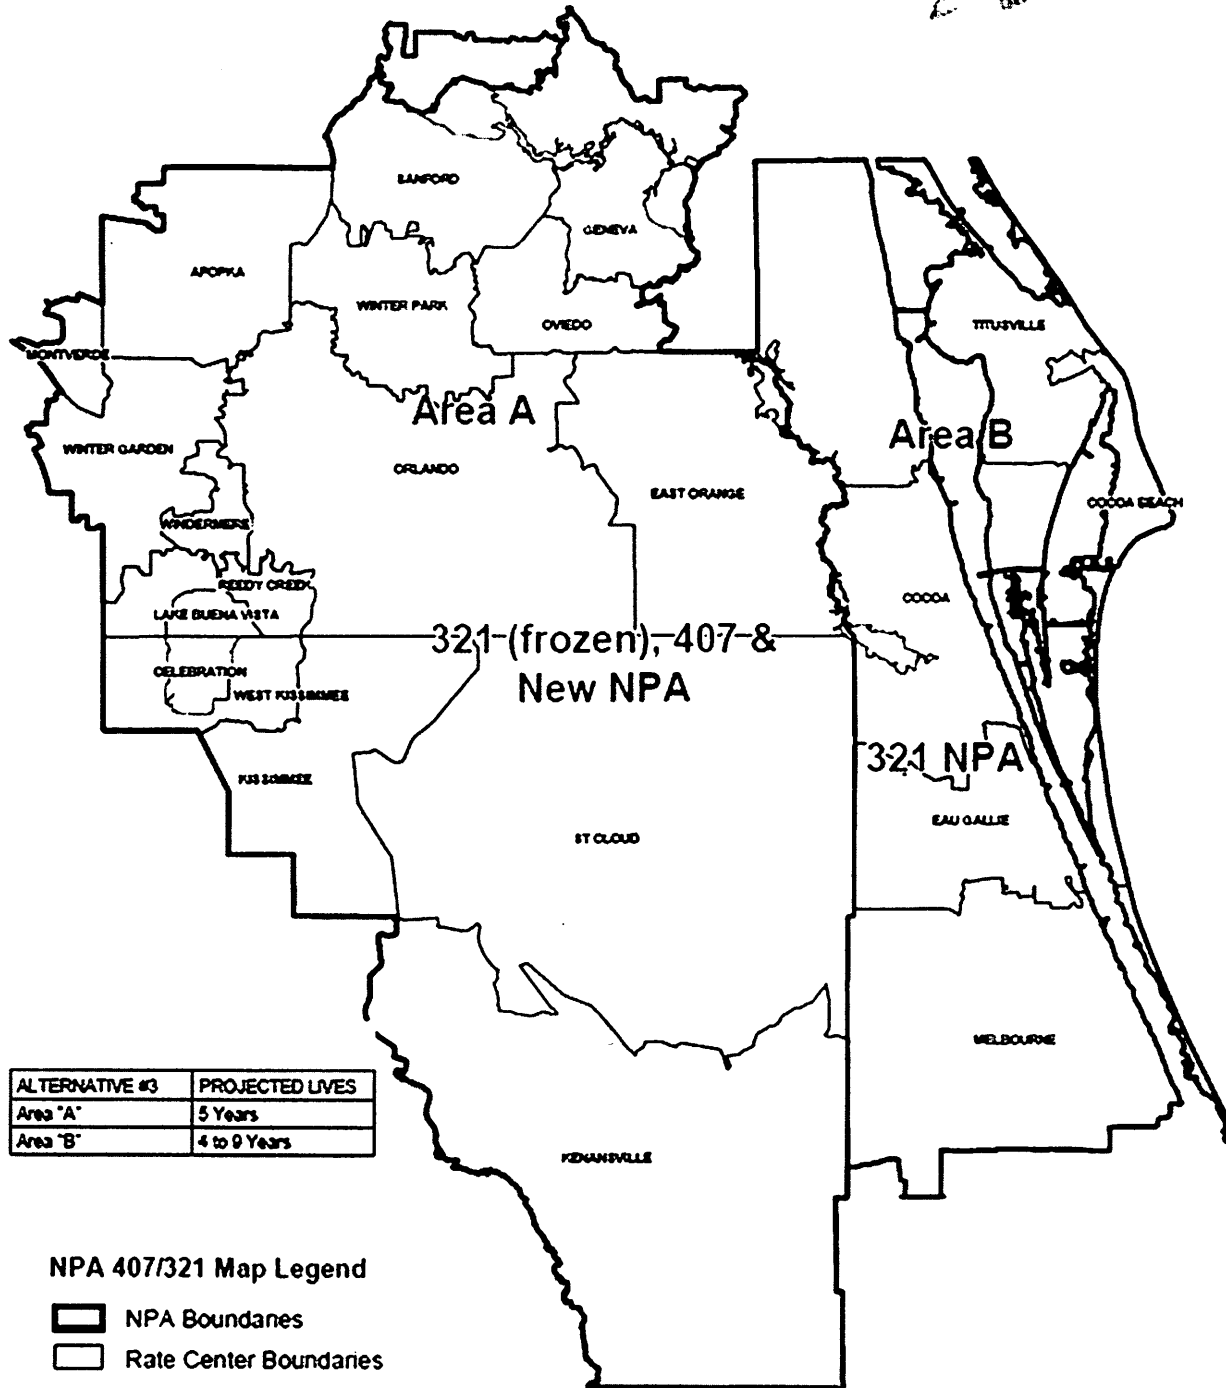 SANFORD
GENEVA
APOPKA
WINTER PARK
OVIEDO
TITUSVILLE
MONTVERDE
Area A
Area B
WINTER GARDEN
ORLANDO
EAST ORANGE
COCOA BEACH
WINDERMERE
REEDY CREEK
COCOA
LAKE BUENA VISTA
321 (frozen), 407 &
New NPA
CELEBRATION
WEST KISSIMMEE
321 NPA
KISSIMMEE
EAU GALLIE
ST CLOUD
MELBOURNE
ALTERNATIVE #3 PROJECTED LIVES
Area "A" 5 Years
Area "B" 4 to 9 Years
KENANSVILLE
NPA 407/321 Map Legend
NPA Boundaries
Rate Center Boundaries